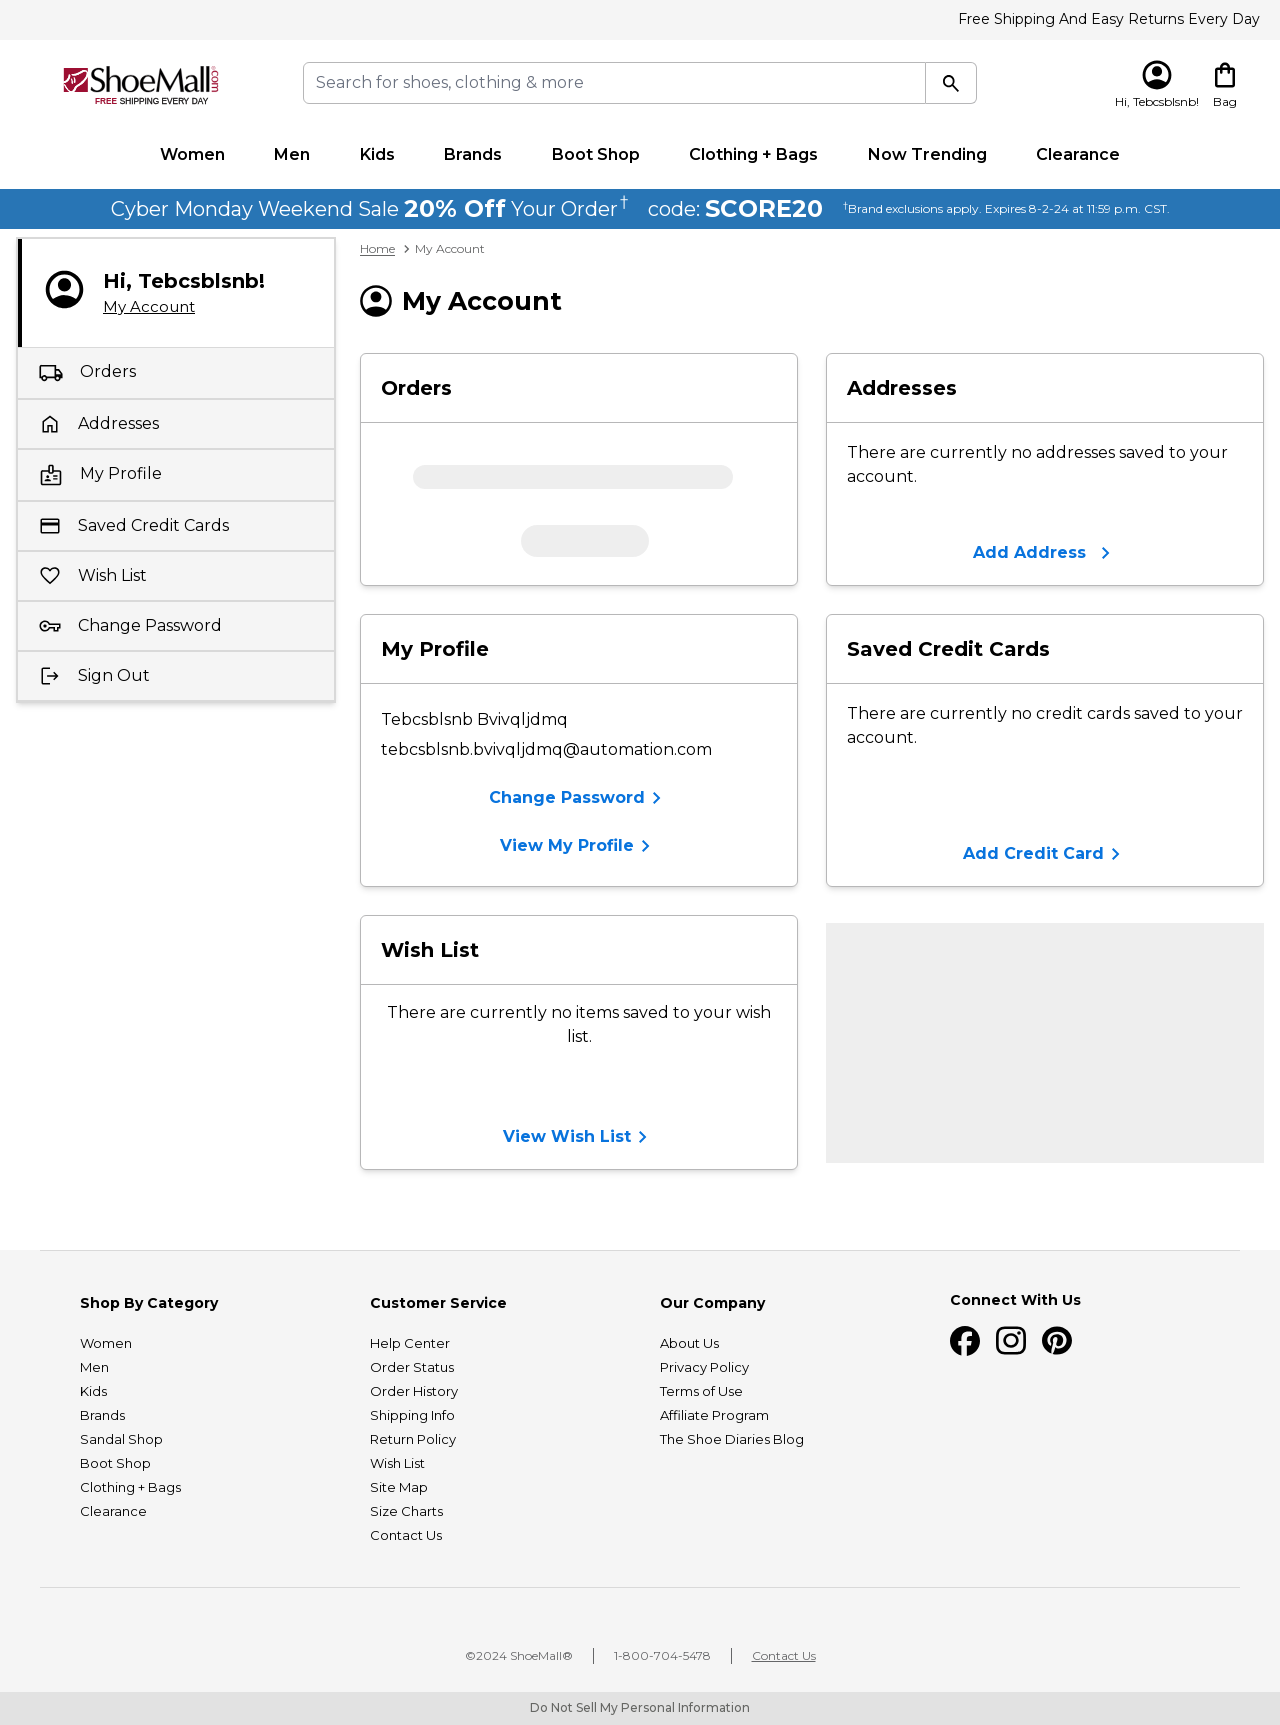 Free Shipping And Easy Returns Every Day
ShoeMall.com®
FREE SHIPPING EVERY DAY
Search for shoes, clothing & more
Hi, Tebcsblsnb!
Bag
Women Men Kids Brands Boot Shop Clothing + Bags Now Trending Clearance
Cyber Monday Weekend Sale 20% Off Your Order† code: SCORE20 †Brand exclusions apply. Expires 8-2-24 at 11:59 p.m. CST.
Hi, Tebcsblsnb!
My Account
Orders
Addresses
My Profile
Saved Credit Cards
Wish List
Change Password
Sign Out
Home > My Account
My Account
Orders
Addresses
There are currently no addresses saved to your
account.
Add Address
My Profile
Tebcsblsnb Bvivqljdmq
tebcsblsnb.bvivqljdmq@automation.com
Change Password
View My Profile
Saved Credit Cards
There are currently no credit cards saved to your
account.
Add Credit Card
Wish List
There are currently no items saved to your wish
list.
View Wish List
Shop By Category
Women
Men
Kids
Brands
Sandal Shop
Boot Shop
Clothing + Bags
Clearance
Customer Service
Help Center
Order Status
Order History
Shipping Info
Return Policy
Wish List
Site Map
Size Charts
Contact Us
Our Company
About Us
Privacy Policy
Terms of Use
Affiliate Program
The Shoe Diaries Blog
Connect With Us
©2024 ShoeMall® | 1-800-704-5478 | Contact Us
Do Not Sell My Personal Information